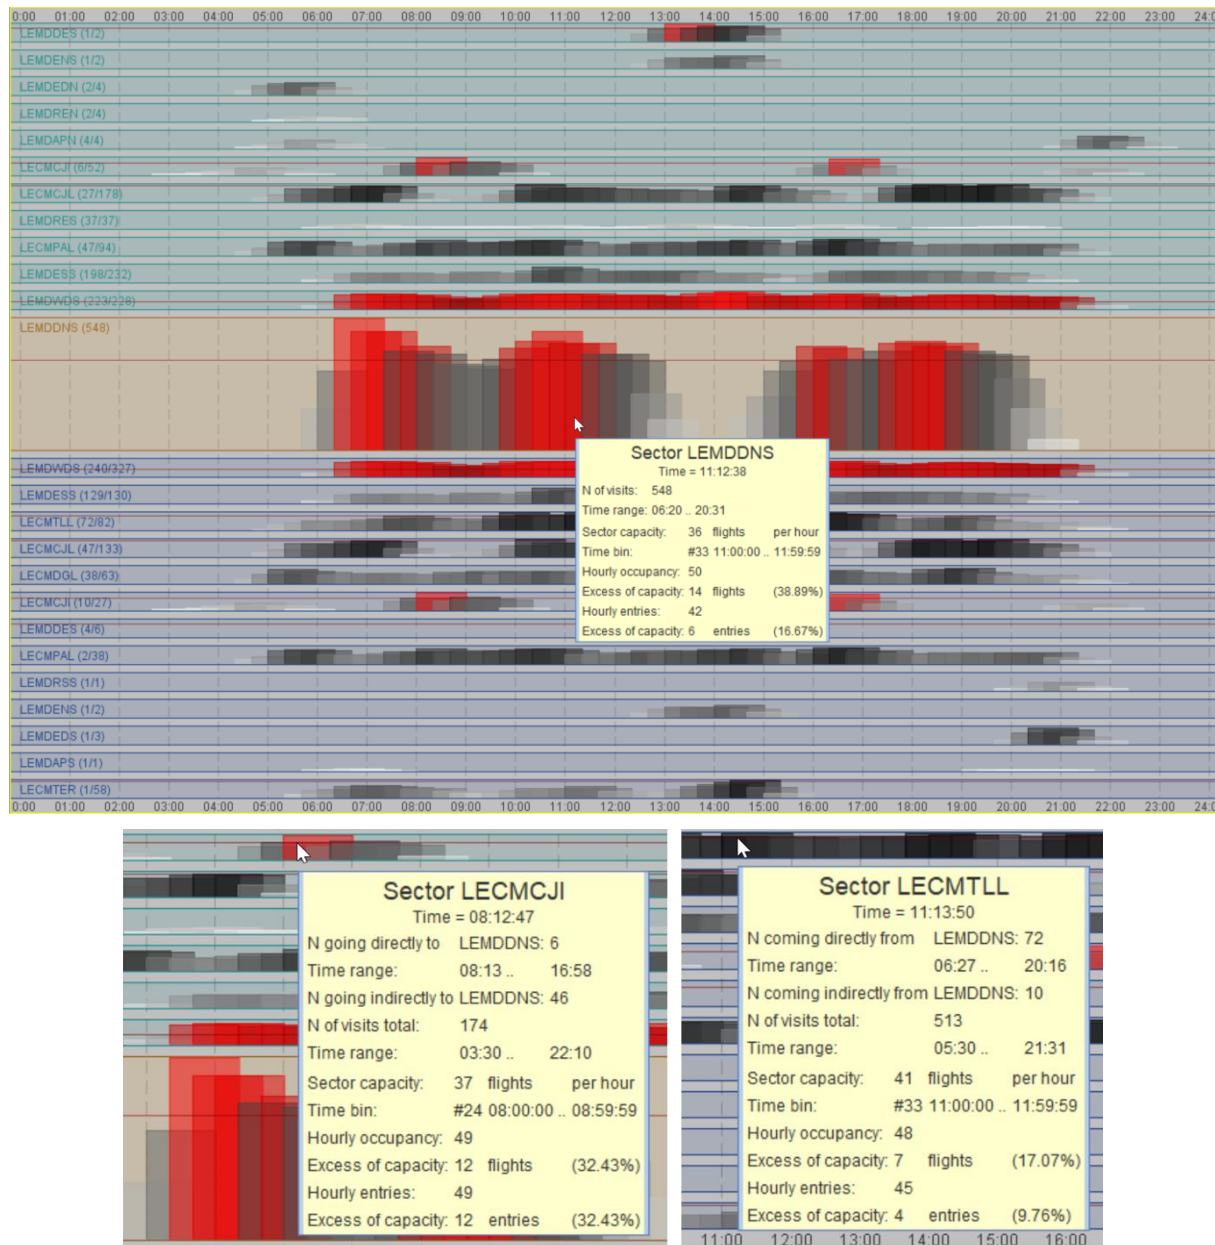 0:00 01:00 02:00 03:00 04:00 05:00 06:00 07:00 08:00 09:00 10:00 11:00 12:00 13:00 14:00 15:00 16:00 17:00 18:00 19:00 20:00 21:00 22:00 23:00 24:0
LEMDDES (1/2)
LEMDENS (1/2)
LEMDEDN (2/4)
LEMDREN (2/4)
LEMDAPN (4/4)
LECMCJI (6/52)
LECMCJL (27/178)
LEMDRES (37/37)
LECMPAL (47/94)
LEMDESS (198/232)
LEMDWDS (223/228)
LEMDDNS (548)
LEMDWDS (240/327)
LEMDESS (129/130)
LECMTLL (72/82)
LECMCJL (47/133)
LECMDGL (38/63)
LECMCJI (10/27)
LEMDDES (4/6)
LECMPAL (2/38)
LEMDRSS (1/1)
LEMDENS (1/2)
LEMDEDS (1/3)
LEMDAPS (1/1)
LECMTER (1/58)
0:00 01:00 02:00 03:00 04:00 05:00 06:00 07:00 08:00 09:00 10:00 11:00 12:00 13:00 14:00 15:00 16:00 17:00 18:00 19:00 20:00 21:00 22:00 23:00 24:0
Sector LEMDDNS
Time = 11:12:38
N of visits: 548
Time range: 06:20 .. 20:31
Sector capacity: 36 flights per hour
Time bin: #33 11:00:00 .. 11:59:59
Hourly occupancy: 50
Excess of capacity: 14 flights (38.89%)
Hourly entries: 42
Excess of capacity: 6 entries (16.67%)
Sector LECMCJI
Time = 08:12:47
N going directly to LEMDDNS: 6
Time range: 08:13 .. 16:58
N going indirectly to LEMDDNS: 46
N of visits total: 174
Time range: 03:30 .. 22:10
Sector capacity: 37 flights per hour
Time bin: #24 08:00:00 .. 08:59:59
Hourly occupancy: 49
Excess of capacity: 12 flights (32.43%)
Hourly entries: 49
Excess of capacity: 12 entries (32.43%)
Sector LECMTLL
Time = 11:13:50
N coming directly from LEMDDNS: 72
Time range: 06:27 .. 20:16
N coming indirectly from LEMDDNS: 10
N of visits total: 513
Time range: 05:30 .. 21:31
Sector capacity: 41 flights per hour
Time bin: #33 11:00:00 .. 11:59:59
Hourly occupancy: 48
Excess of capacity: 7 flights (17.07%)
Hourly entries: 45
Excess of capacity: 4 entries (9.76%)
11:00 12:00 13:00 14:00 15:00 16:00